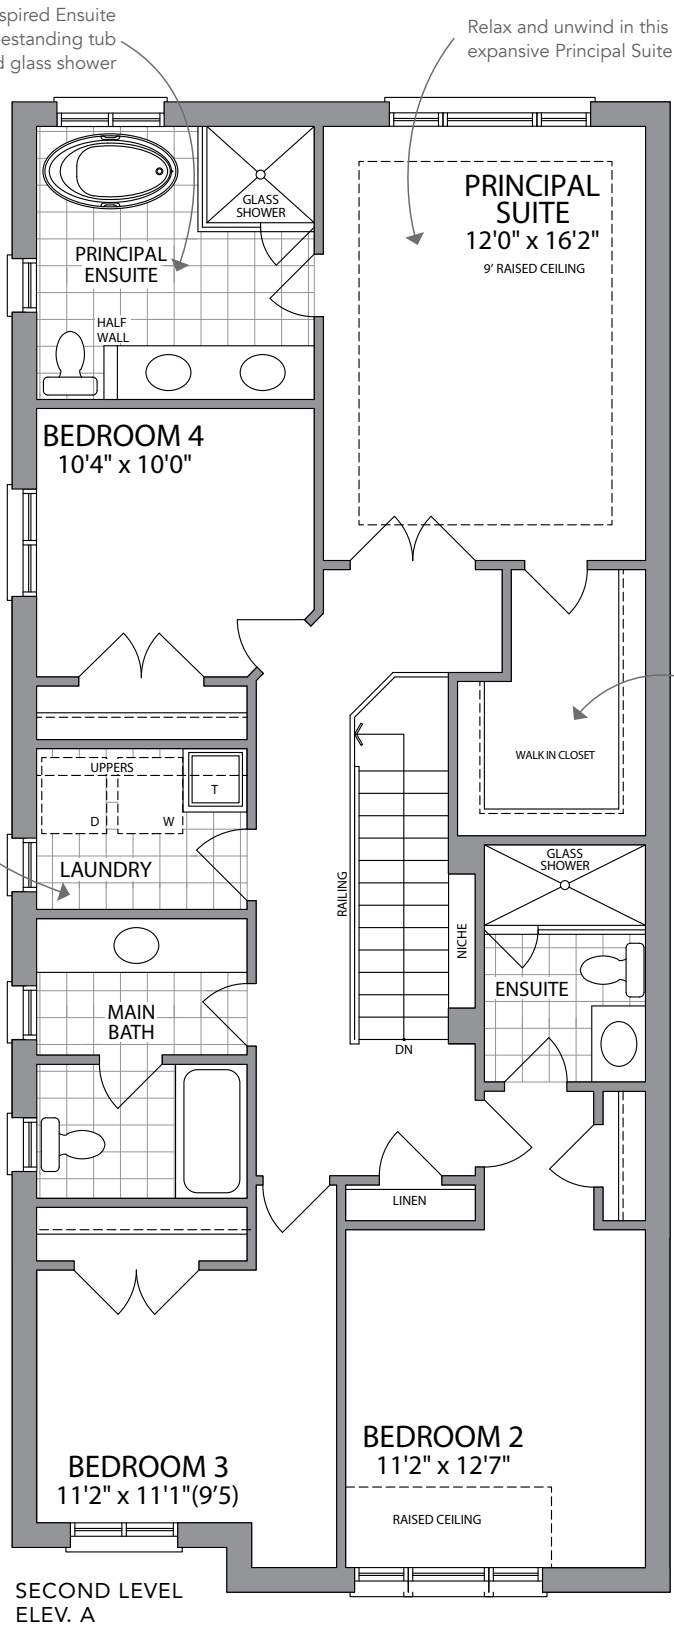 spired Ensuite
estanding tub
d glass shower
Relax and unwind in this
expansive Principal Suite
GLASS
SHOWER
PRINCIPAL
SUITE
12'0" x 16'2"
9' RAISED CEILING
PRINCIPAL
ENSUITE
HALF
WALL
BEDROOM 4
10'4" x 10'0"
WALK IN CLOSET
UPPERS
T
D
W
LAUNDRY
RAILING
NICHE
GLASS
SHOWER
ENSUITE
MAIN
BATH
DN
LINEN
BEDROOM 2
11'2" x 12'7"
RAISED CEILING
BEDROOM 3
11'2" x 11'1"(9'5)
SECOND LEVEL
ELEV. A